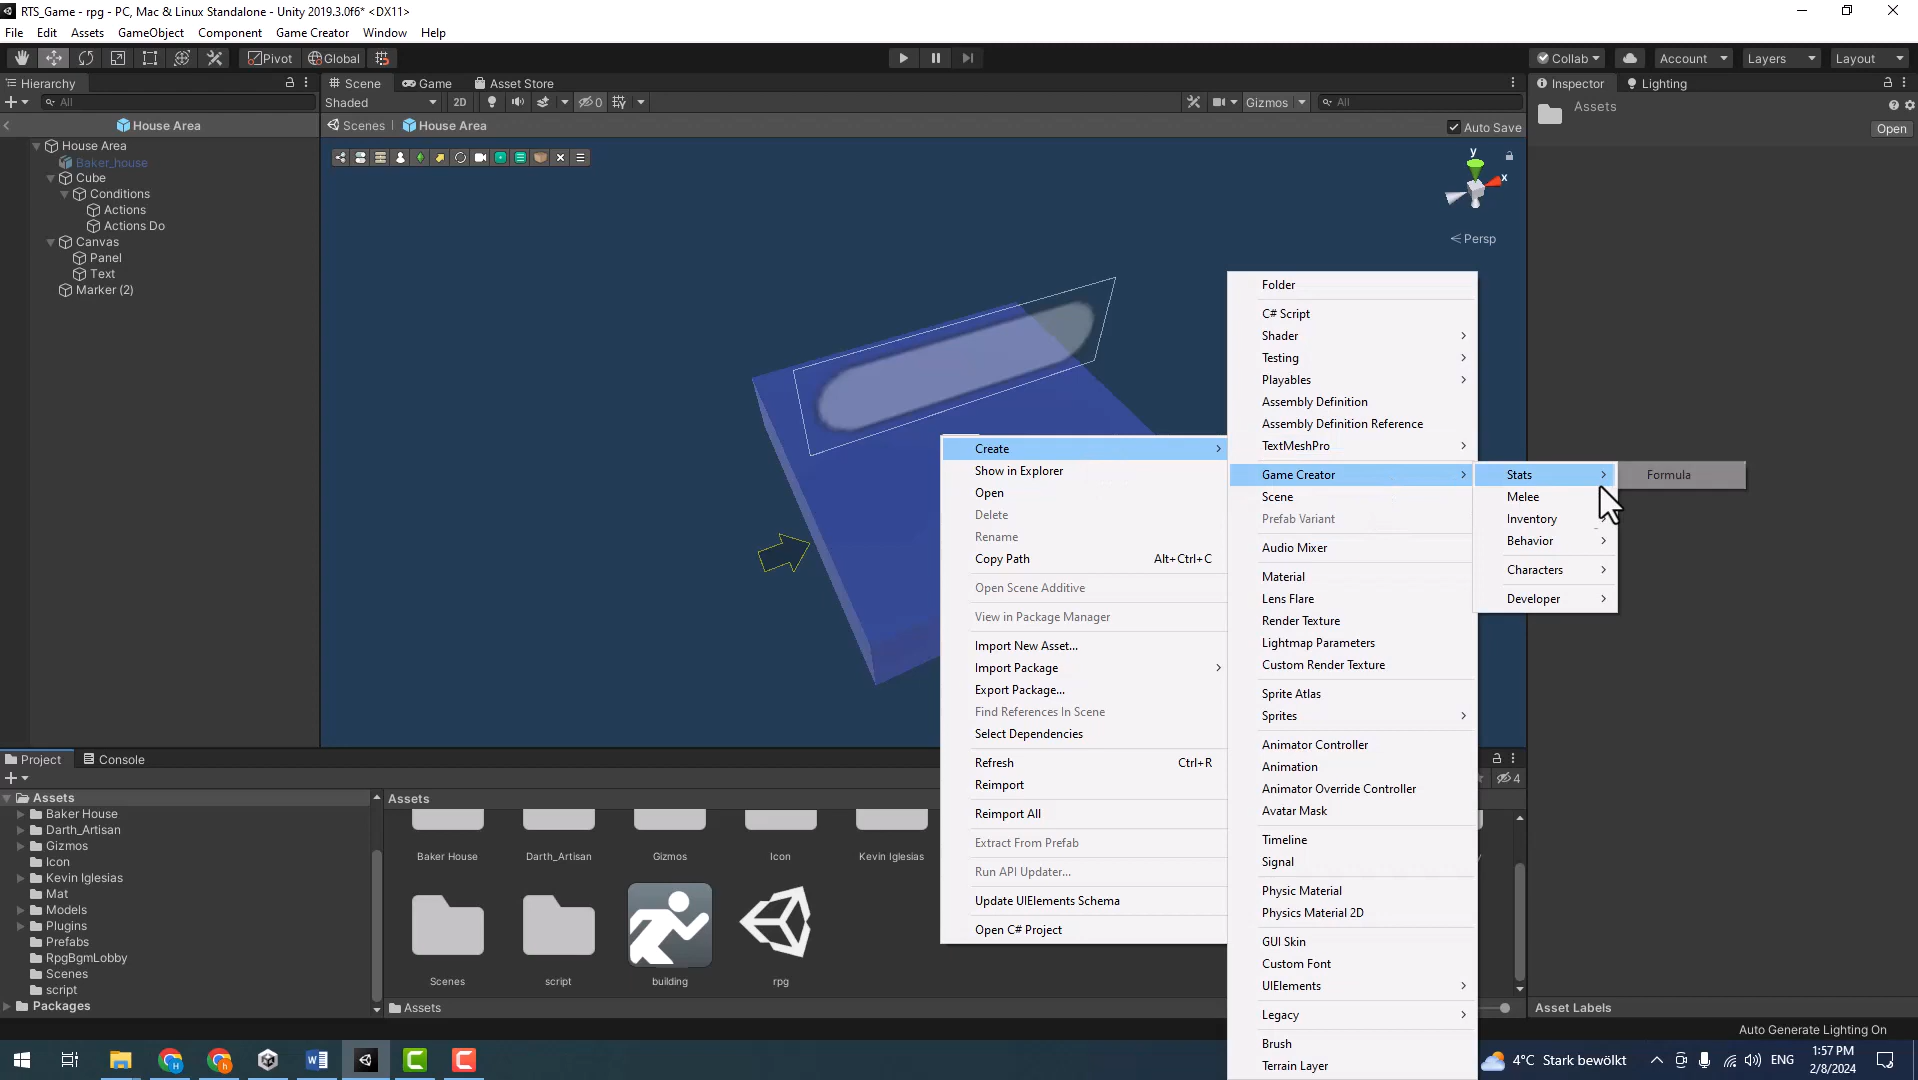 RTS_Game - rpg - PC, Mac & Linux Standalone - Unity 2019.3.0f6* <DX11>
File Edit Assets GameObject Component Game Creator Window Help
Pivot Global Collab Account Layers Layout
Hierarchy
All
House Area
House Area
Baker_house
Cube
Conditions
Actions
Actions Do
Canvas
Panel
Text
Marker (2)
Scene Game Asset Store
Shaded 2D 0 Gizmos All
Scenes House Area Auto Save
y
x
Persp
Inspector Lighting
Assets
Open
Create
Show in Explorer
Open
Delete
Rename
Copy Path Alt+Ctrl+C
Open Scene Additive
View in Package Manager
Import New Asset...
Import Package
Export Package...
Find References In Scene
Select Dependencies
Refresh Ctrl+R
Reimport
Reimport All
Extract From Prefab
Run API Updater...
Update UIElements Schema
Open C# Project
Folder
C# Script
Shader
Testing
Playables
Assembly Definition
Assembly Definition Reference
TextMeshPro
Game Creator
Scene
Prefab Variant
Audio Mixer
Material
Lens Flare
Render Texture
Lightmap Parameters
Custom Render Texture
Sprite Atlas
Sprites
Animator Controller
Animation
Animator Override Controller
Avatar Mask
Timeline
Signal
Physic Material
Physics Material 2D
GUI Skin
Custom Font
UIElements
Legacy
Brush
Terrain Layer
Stats
Melee
Inventory
Behavior
Characters
Developer
Formula
Project Console
4
Assets
Baker House
Darth_Artisan
Gizmos
Icon
Kevin Iglesias
Mat
Models
Plugins
Prefabs
RpgBgmLobby
Scenes
script
Packages
Assets
Baker House Darth_Artisan Gizmos Icon Kevin Iglesias
Scenes script building rpg
Assets
Asset Labels
Auto Generate Lighting On
4°C Stark bewölkt
ENG
1:57 PM
2/8/2024